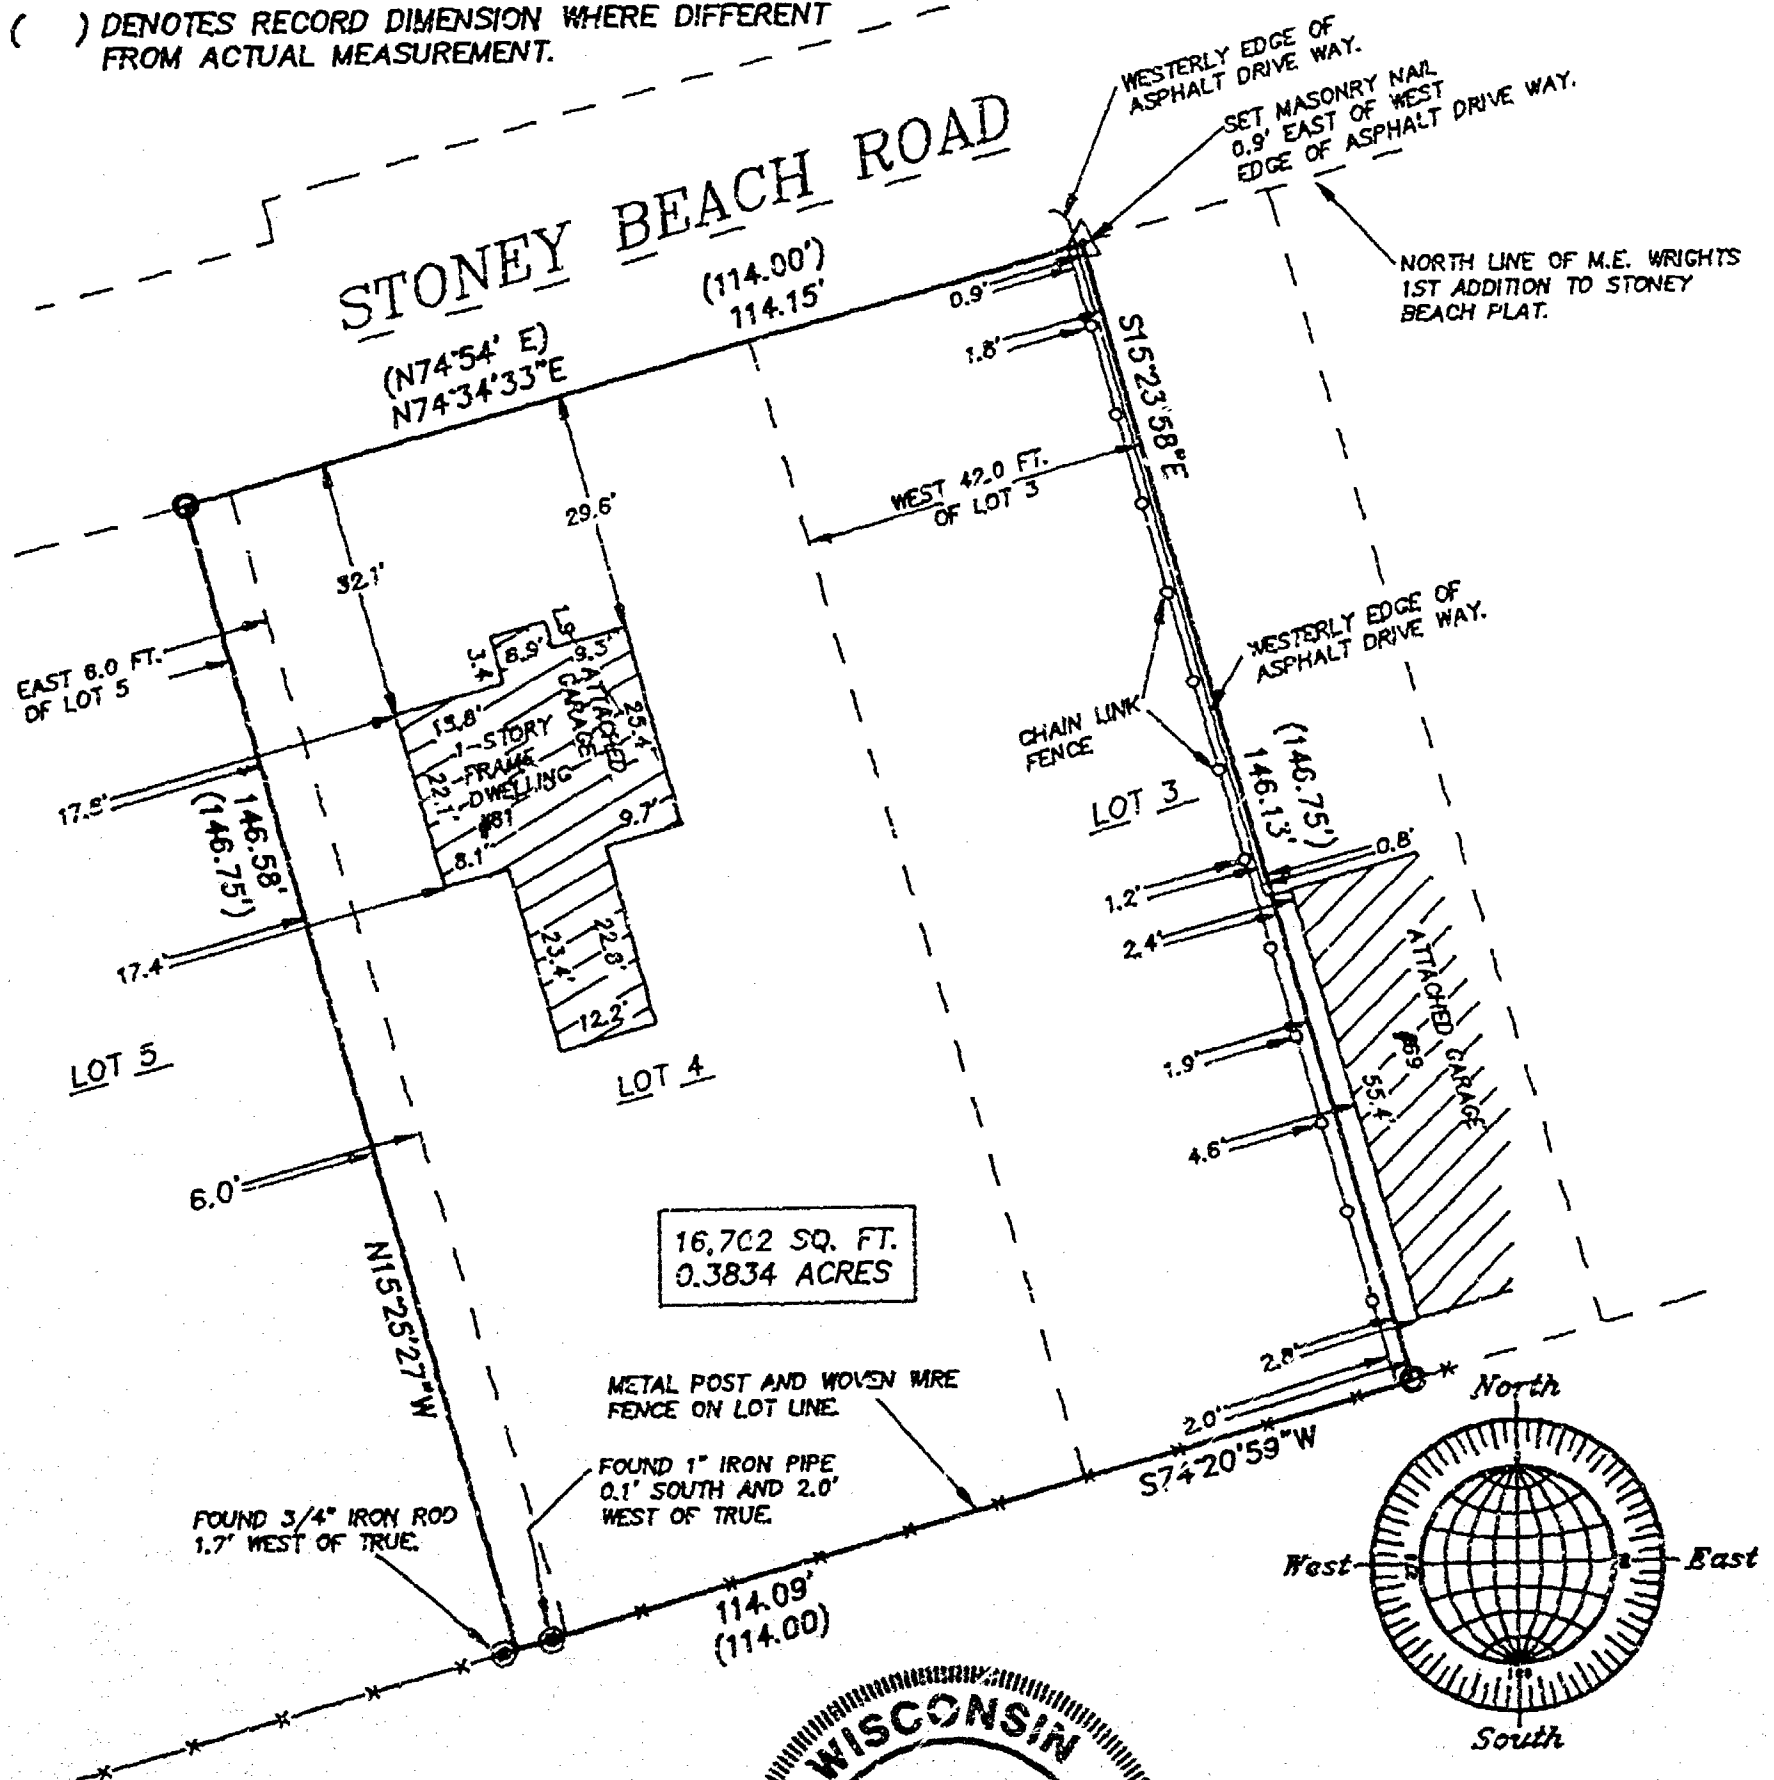 ( ) DENOTES RECORD DIMENSION WHERE DIFFERENT
FROM ACTUAL MEASUREMENT.
WESTERLY EDGE OF
ASPHALT DRIVE WAY.
SET MASONRY NAIL
0.9' EAST OF WEST
EDGE OF ASPHALT DRIVE WAY.
STONEY BEACH ROAD
NORTH LINE OF M.E. WRIGHTS
1ST ADDITION TO STONEY
BEACH PLAT.
(114.00')
114.15'
(N74°54' E)
N74°34'33"E
0.9'
1.8'
S15°23'58"E
WEST 42.0 FT.
OF LOT 3
29.6'
32.1'
EAST 6.0 FT.
OF LOT 5
3.4
8.9'
1.9
9.3'
ATTACHED
GARAGE
25.4'
15.8'
1-STORY
FRAME
DWELLING
#81
22.1'
8.1'
9.7'
WESTERLY EDGE OF
ASPHALT DRIVE WAY.
CHAIN LINK
FENCE
LOT 3
(146.75')
146.13'
17.8'
146.58'
(146.75')
0.8'
1.2'
2.4'
17.4'
23.4'
22.8'
12.2'
ATTACHED GARAGE
#69
55.4'
LOT 5
LOT 4
1.9'
4.6'
6.0'
N15°25'27"W
16,702 SQ. FT.
0.3834 ACRES
2.8'
2.0'
METAL POST AND WOVEN WIRE
FENCE ON LOT LINE.
S74°20'59"W
FOUND 1" IRON PIPE
0.1' SOUTH AND 2.0'
WEST OF TRUE.
FOUND 3/4" IRON ROD
1.7' WEST OF TRUE.
114.09'
(114.00)
North
West
East
South
WISCONSIN